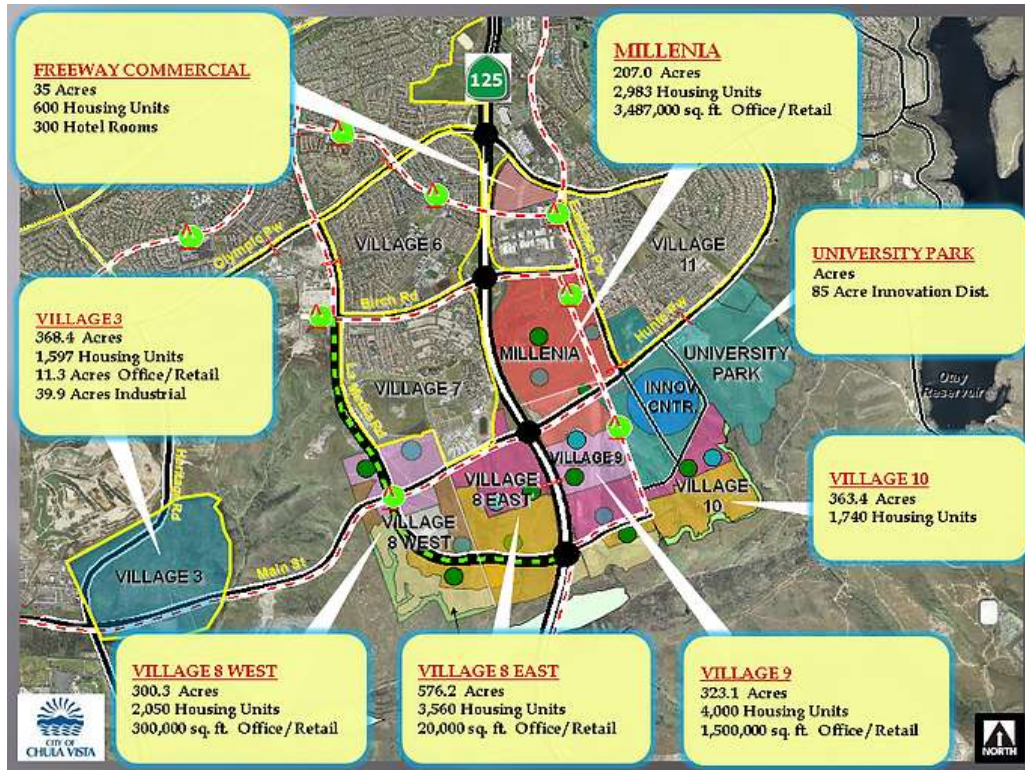 FREEWAY COMMERCIAL
35 Acres
600 Housing Units
300 Hotel Rooms
125
MILLENIA
207.0 Acres
2,983 Housing Units
3,487,000 sq. ft. Office/Retail
VILLAGE 6
VILLAGE
11
Olympic Pw
Eastlake Pw
Birch Rd
Hunte Pw
UNIVERSITY PARK
Acres
85 Acre Innovation Dist.
VILLAGE 3
368.4 Acres
1,597 Housing Units
11.3 Acres Office/Retail
39.9 Acres Industrial
MILLENIA
UNIVERSITY
PARK
INNOV.
CNTR.
Otay
Reservoir
VILLAGE 7
La Media Rd
Heritage Rd
VILLAGE 9
VILLAGE
8 EAST
VILLAGE
10
VILLAGE
8 WEST
VILLAGE 10
363.4 Acres
1,740 Housing Units
VILLAGE 3
Main St
VILLAGE 8 WEST
300.3 Acres
2,050 Housing Units
300,000 sq. ft. Office/Retail
VILLAGE 8 EAST
576.2 Acres
3,560 Housing Units
20,000 sq. ft. Office/Retail
VILLAGE 9
323.1 Acres
4,000 Housing Units
1,500,000 sq. ft. Office/Retail
CITY OF
CHULA VISTA
NORTH